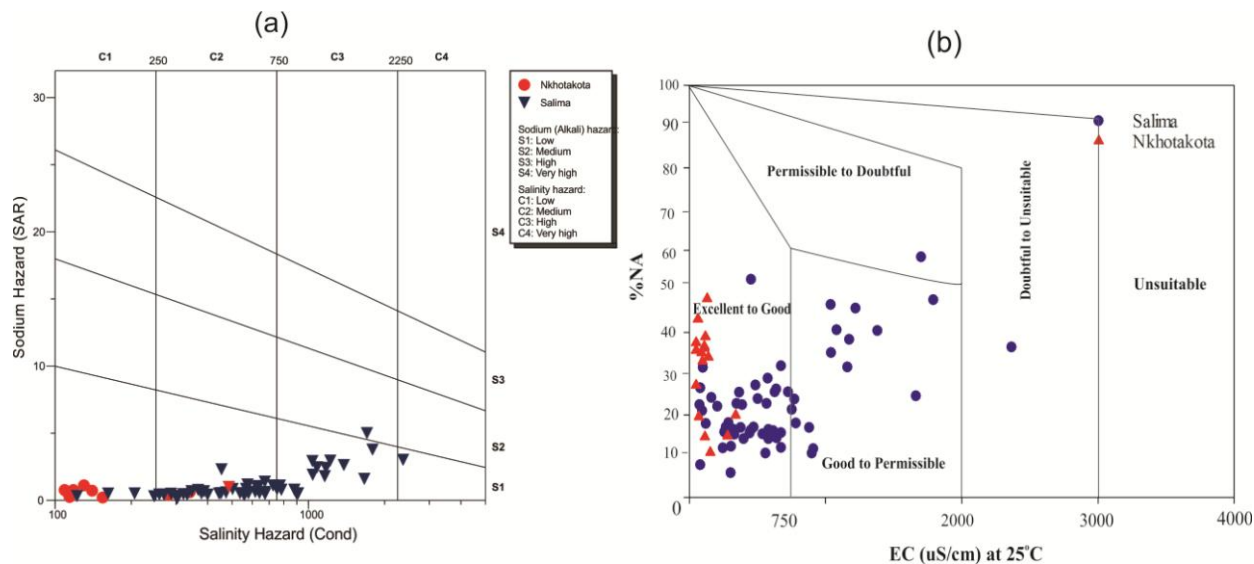 (a)
C1 250 C2 750 C3 2250 C4
30
20
10
0
Sodium Hazard (SAR)
S4
S3
S2
S1
100 1000
Salinity Hazard (Cond)
Nkhotakota
Salima
Sodium (Alkali) hazard:
S1: Low
S2: Medium
S3: High
S4: Very high
Salinity hazard:
C1: Low
C2: Medium
C3: High
C4: Very high
(b)
100
90
80
70
60
50
40
30
20
10
0
%NA
Salima
Nkhotakota
Permissible to Doubtful
Doubtful to Unsuitable
Unsuitable
Excellent to Good
Good to Permissible
750 2000 3000 4000
EC (uS/cm) at 25°C